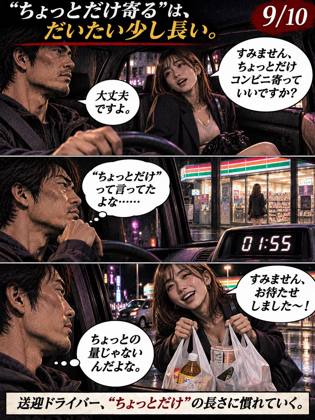 “ちょっとだけ寄る”は、
だいたい少し長い。
9/10
すみません、
ちょっとだけ
コンビニ寄って
いいですか？
大丈夫
ですよ。
“ちょっとだけ”
って言ってた
よな……
01:55
すみません、
お待たせ
しました〜！
ちょっとの
量じゃない
んだよな。
送迎ドライバー、“ちょっとだけ”の長さに慣れていく。